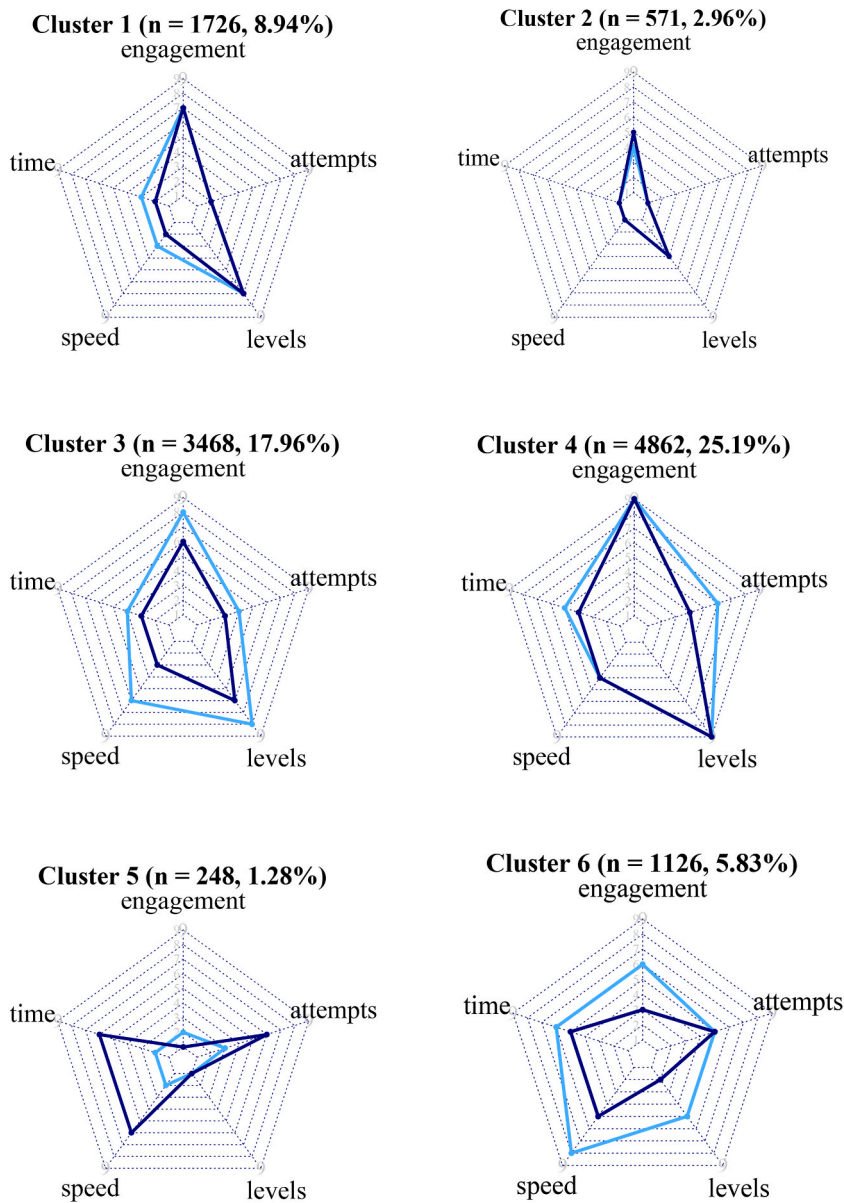 Cluster 1 (n = 1726, 8.94%)
engagement
time
attempts
speed
levels
Cluster 2 (n = 571, 2.96%)
engagement
time
attempts
speed
levels
Cluster 3 (n = 3468, 17.96%)
engagement
time
attempts
speed
levels
Cluster 4 (n = 4862, 25.19%)
engagement
time
attempts
speed
levels
Cluster 5 (n = 248, 1.28%)
engagement
time
attempts
speed
levels
Cluster 6 (n = 1126, 5.83%)
engagement
time
attempts
speed
levels